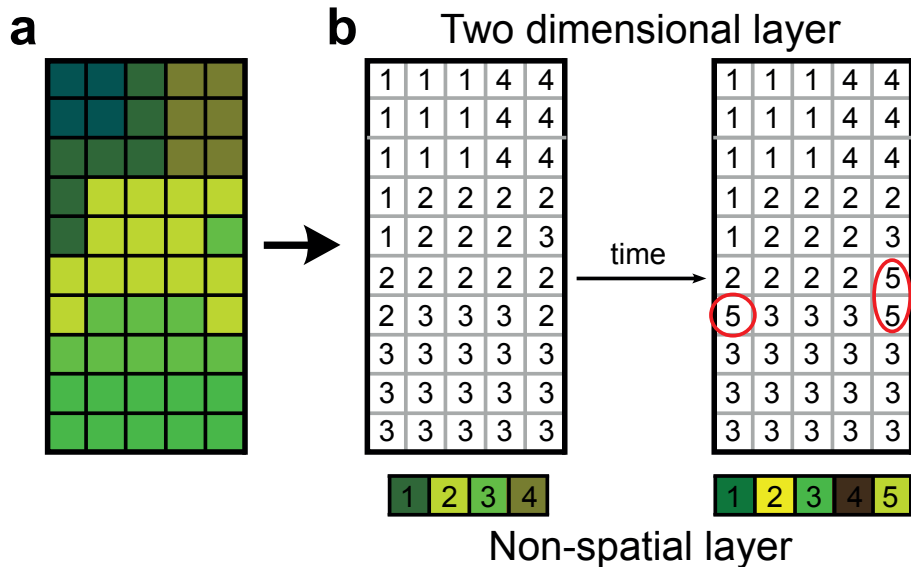 a
b
Two dimensional layer
1 1 1 4 4
1 1 1 4 4
1 1 1 4 4
1 2 2 2 2
1 2 2 2 3
2 2 2 2 2
2 3 3 3 2
3 3 3 3 3
3 3 3 3 3
3 3 3 3 3
time
1 1 1 4 4
1 1 1 4 4
1 1 1 4 4
1 2 2 2 2
1 2 2 2 3
2 2 2 2 5
5 3 3 3 5
3 3 3 3 3
3 3 3 3 3
3 3 3 3 3
1 2 3 4
1 2 3 4 5
Non-spatial layer